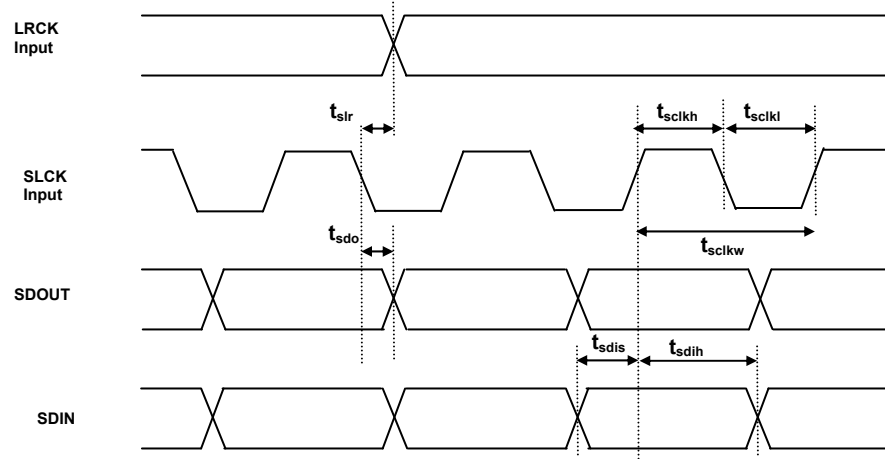 LRCK
Input
tslr
tsclkh
tsclkl
SLCK
Input
tsdo
tsclkw
SDOUT
tsdis
tsdih
SDIN